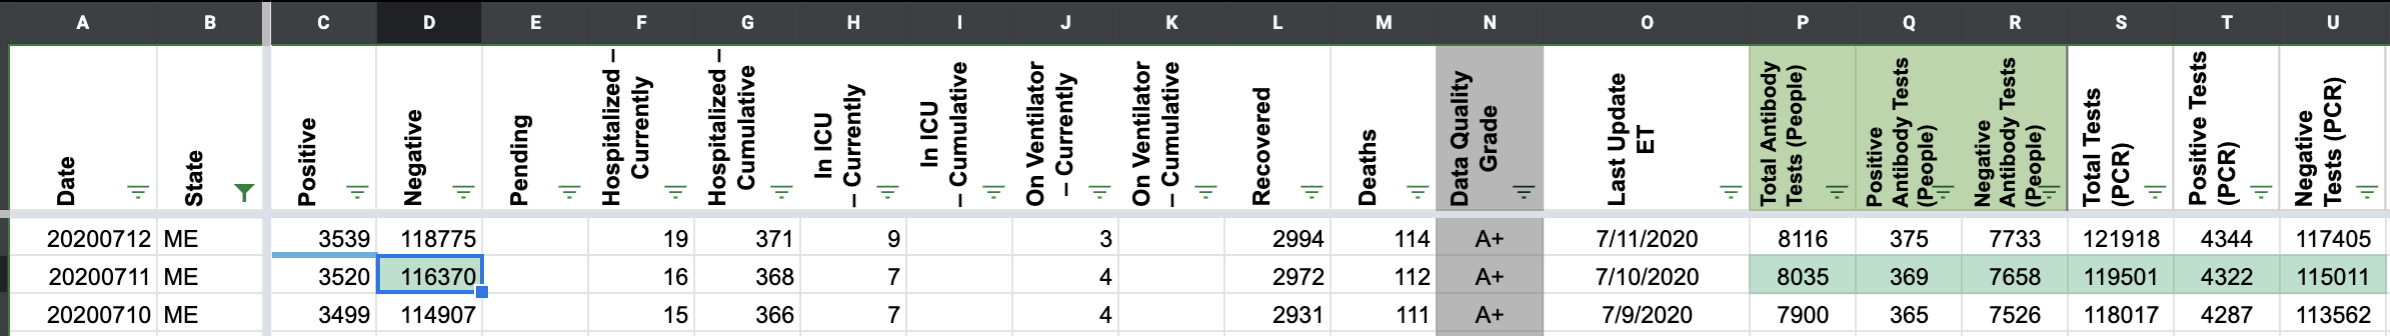 A B C D E F G H I J K L M N O P Q R S T U
Date State Positive Negative Pending Hospitalized – Currently Hospitalized – Cumulative In ICU – Currently In ICU – Cumulative On Ventilator – Currently On Ventilator – Cumulative Recovered Deaths Data Quality Grade Last Update ET Total Antibody Tests (People) Positive Antibody Tests (People) Negative Antibody Tests (People) Total Tests (PCR) Positive Tests (PCR) Negative Tests (PCR)
20200712 ME 3539 118775 19 371 9 3 2994 114 A+ 7/11/2020 8116 375 7733 121918 4344 117405
20200711 ME 3520 116370 16 368 7 4 2972 112 A+ 7/10/2020 8035 369 7658 119501 4322 115011
20200710 ME 3499 114907 15 366 7 4 2931 111 A+ 7/9/2020 7900 365 7526 118017 4287 113562